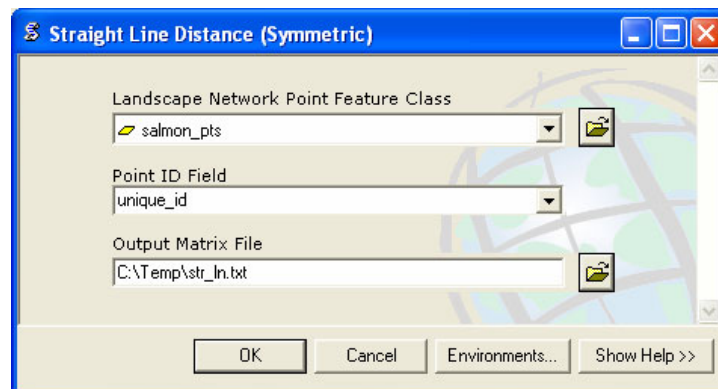 Straight Line Distance (Symmetric)
Landscape Network Point Feature Class
salmon_pts
Point ID Field
unique_id
Output Matrix File
C:\Temp\str_ln.txt
OK Cancel Environments... Show Help >>